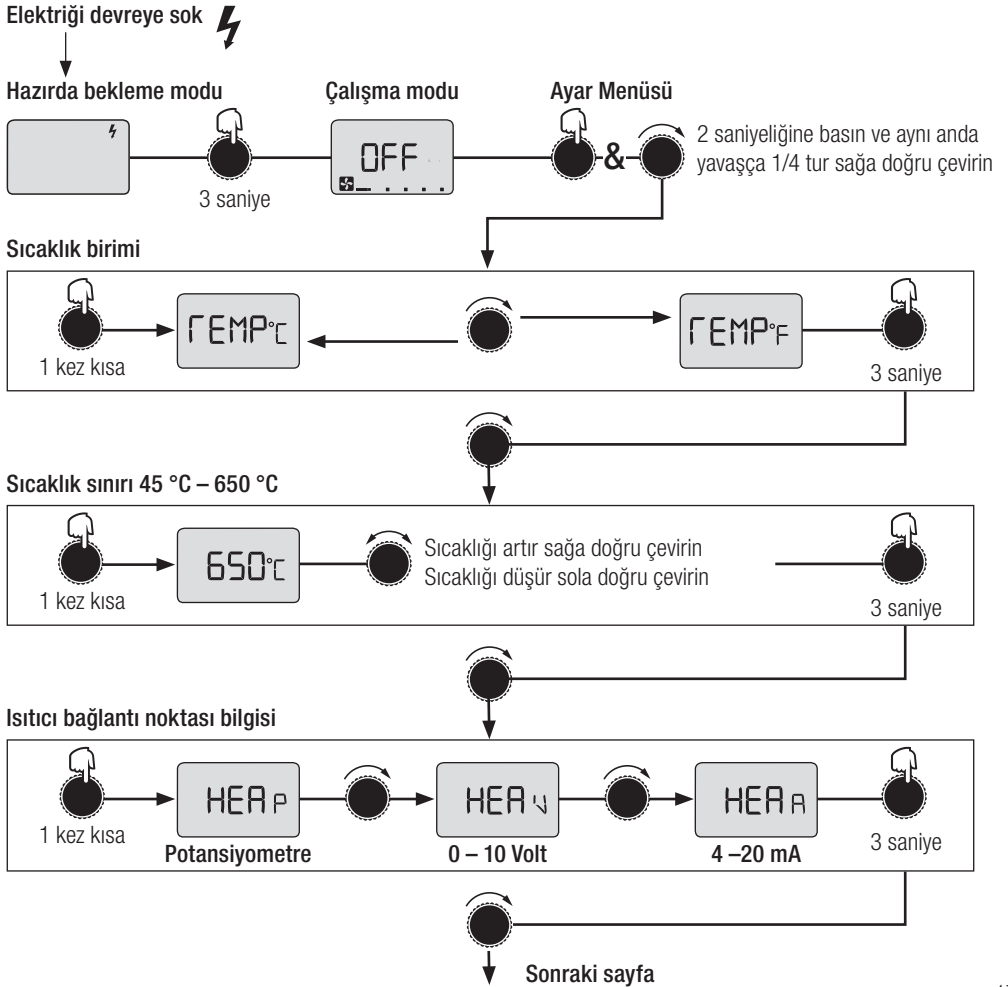 Elektriği devreye sok
Hazırda bekleme modu
Çalışma modu
Ayar Menüsü
OFF
&
2 saniyeliğine basın ve aynı anda
yavaşça 1/4 tur sağa doğru çevirin
3 saniye
Sıcaklık birimi
TEMP°C
TEMP°F
1 kez kısa
3 saniye
Sıcaklık sınırı 45 °C – 650 °C
650°C
Sıcaklığı artır sağa doğru çevirin
Sıcaklığı düşür sola doğru çevirin
1 kez kısa
3 saniye
Isıtıcı bağlantı noktası bilgisi
HEA P
HEA V
HEA A
1 kez kısa
Potansiyometre
0 – 10 Volt
4 –20 mA
3 saniye
Sonraki sayfa